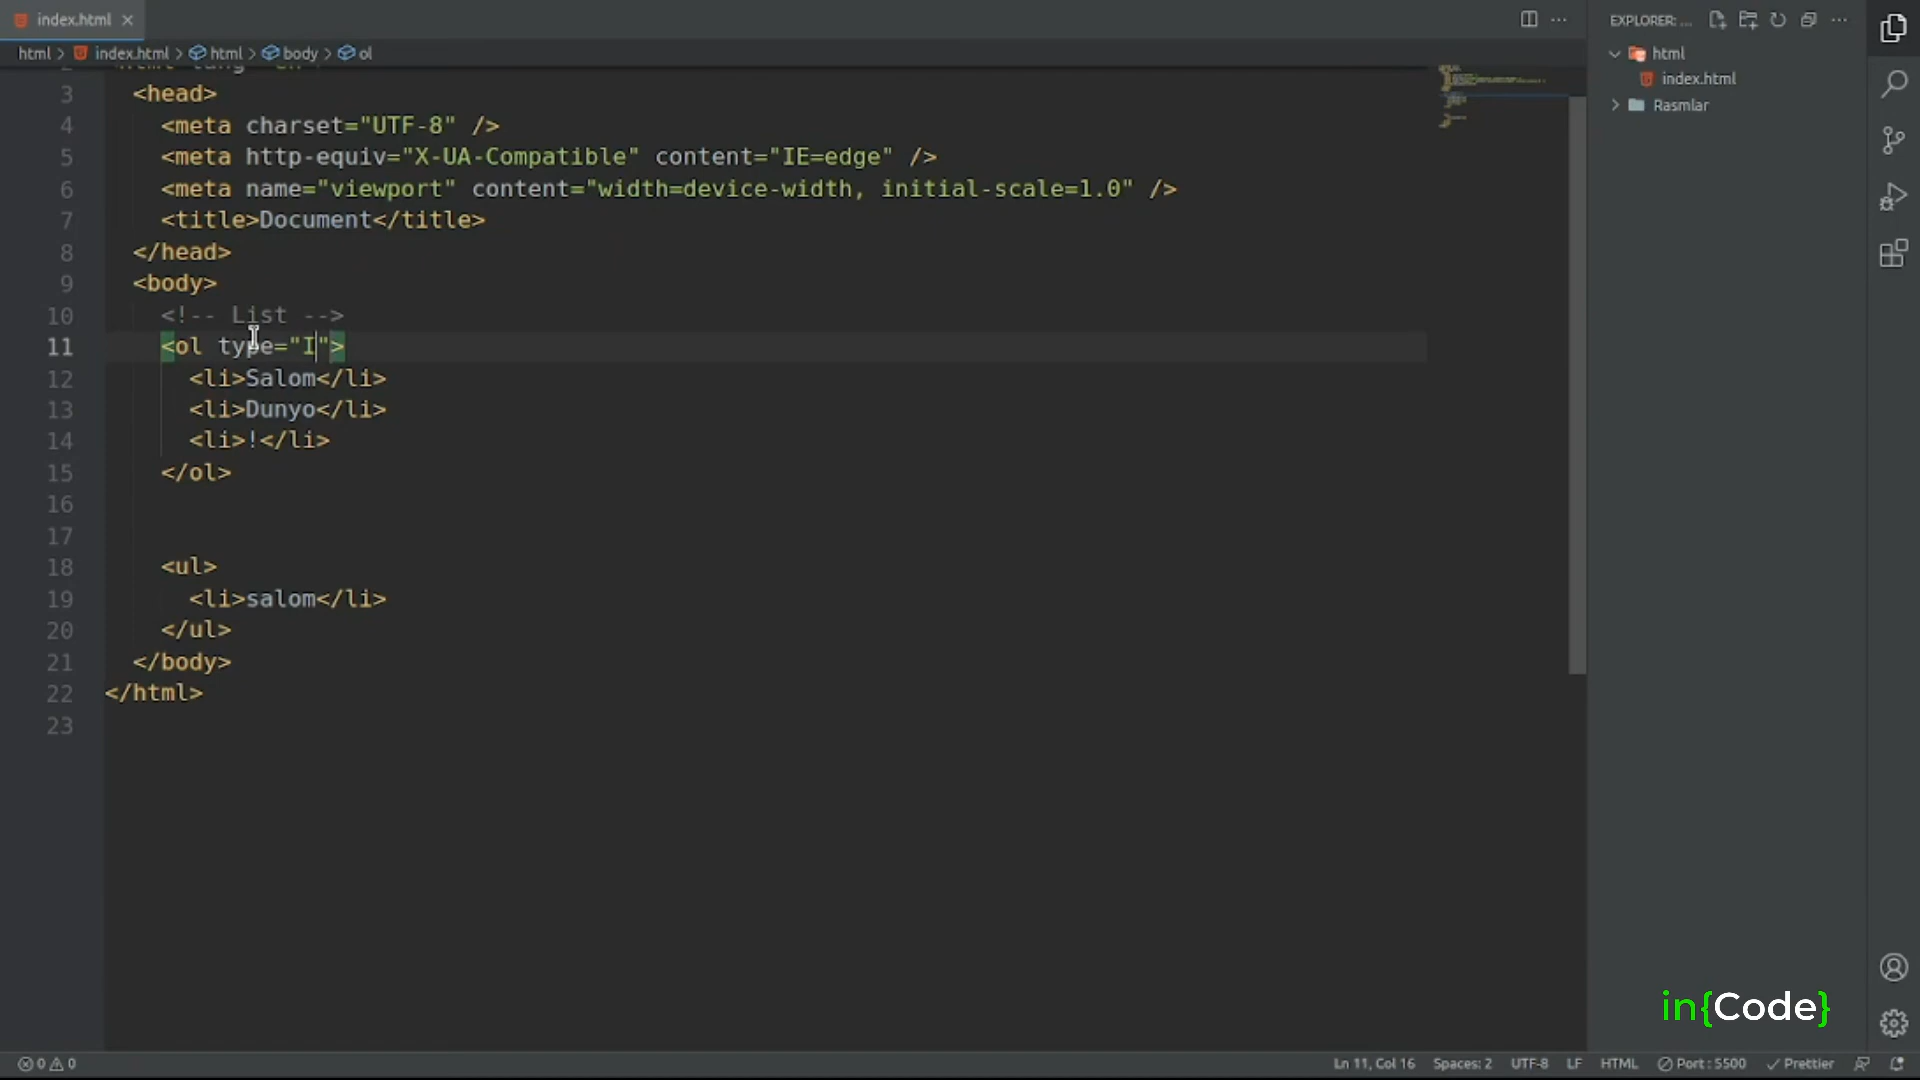 index.html
EXPLORER: ...
html > index.html > html > body > ol
html
index.html
Rasmlar
3 <head>
4 <meta charset="UTF-8" />
5 <meta http-equiv="X-UA-Compatible" content="IE=edge" />
6 <meta name="viewport" content="width=device-width, initial-scale=1.0" />
7 <title>Document</title>
8 </head>
9 <body>
10 <!-- List -->
11 <ol type="I">
12 <li>Salom</li>
13 <li>Dunyo</li>
14 <li>!</li>
15 </ol>
16
17
18 <ul>
19 <li>salom</li>
20 </ul>
21 </body>
22 </html>
23
in{Code}
0 0 Ln 11, Col 16 Spaces: 2 UTF-8 LF HTML Port : 5500 Prettier